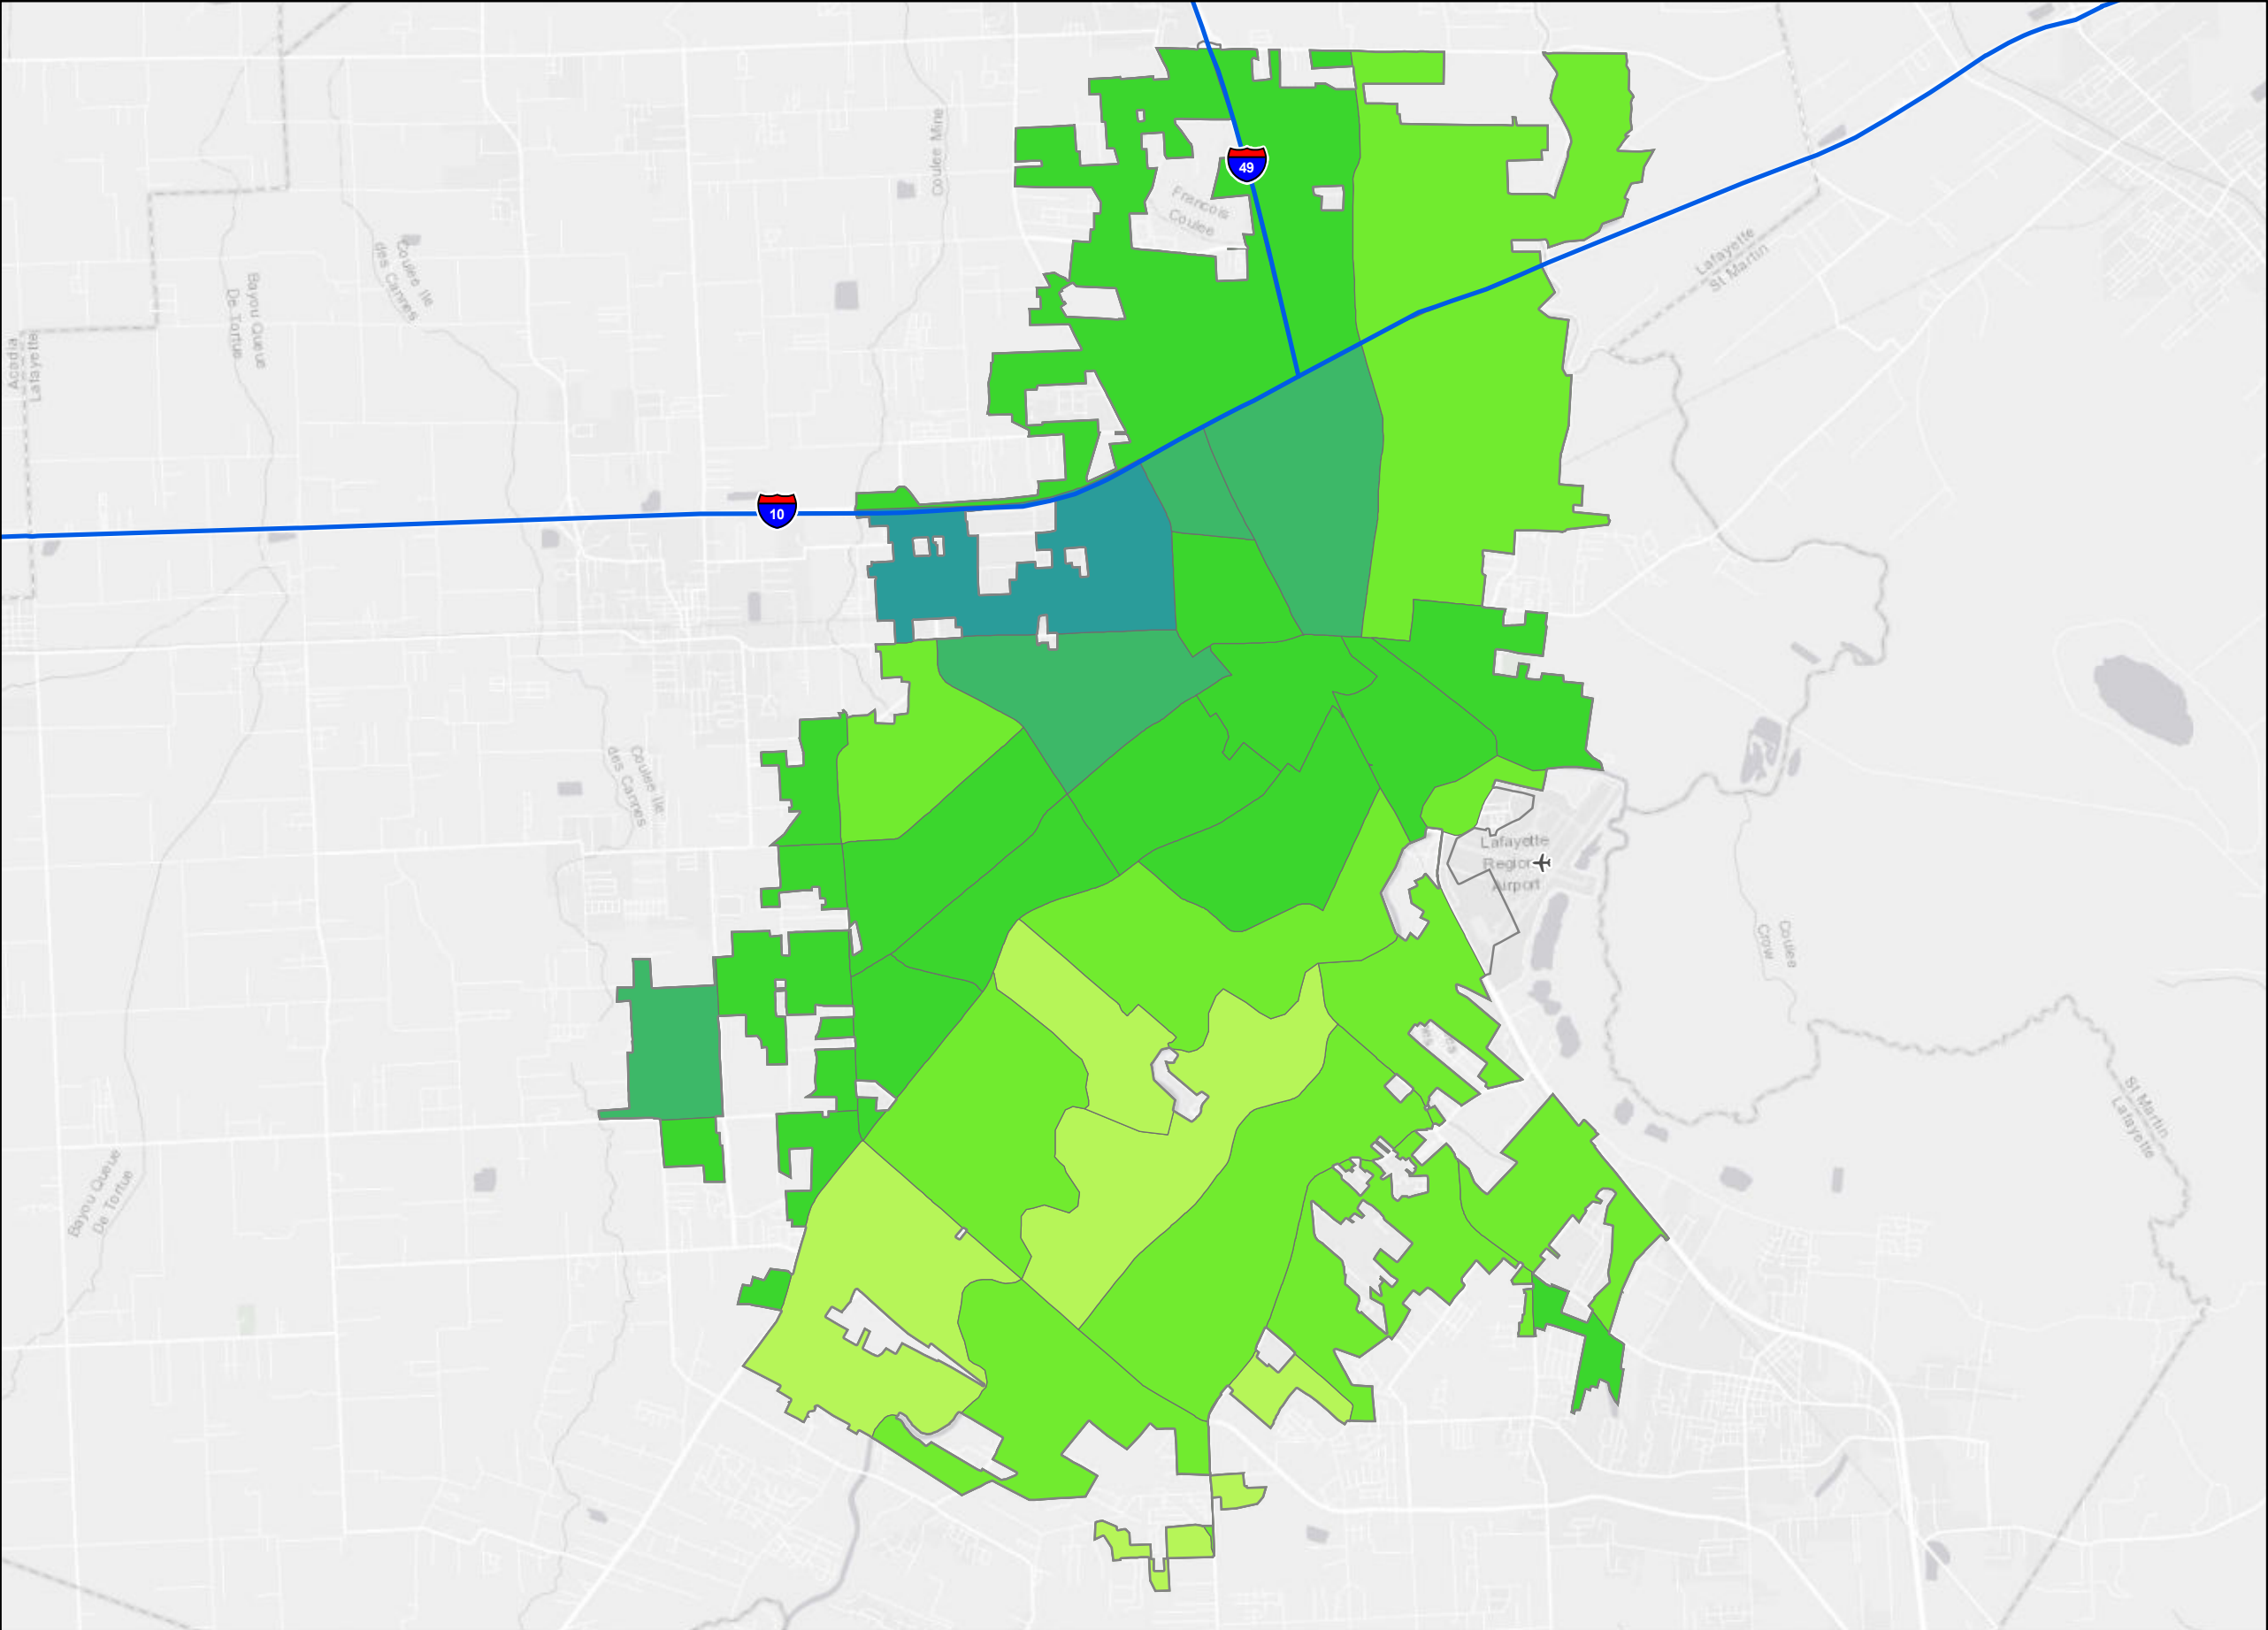 Coulee Mine
49
Francois
Coulee
Lafayette
St Martin
Coulee Ile
des Cannes
Bayou Queue
De Tortue
Acadia
Lafayette
10
Coulee Ile
des Cannes
Lafayette
Regional
Airport
Coulee
Crow
St Martin
Lafayette
Bayou Queue
De Tortue